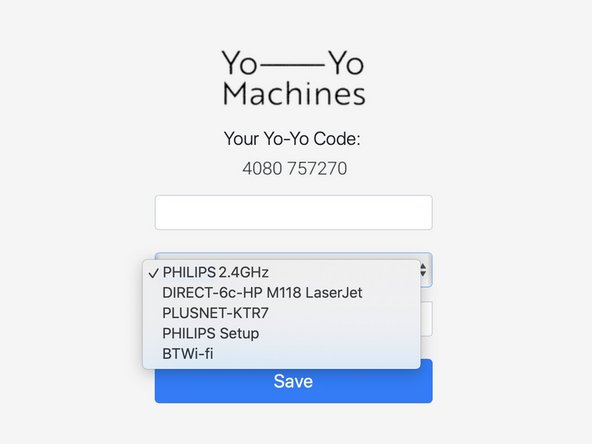 Yo——Yo
Machines
Your Yo-Yo Code:
4080 757270
✓ PHILIPS 2.4GHz
DIRECT-6c-HP M118 LaserJet
PLUSNET-KTR7
PHILIPS Setup
BTWi-fi
Save